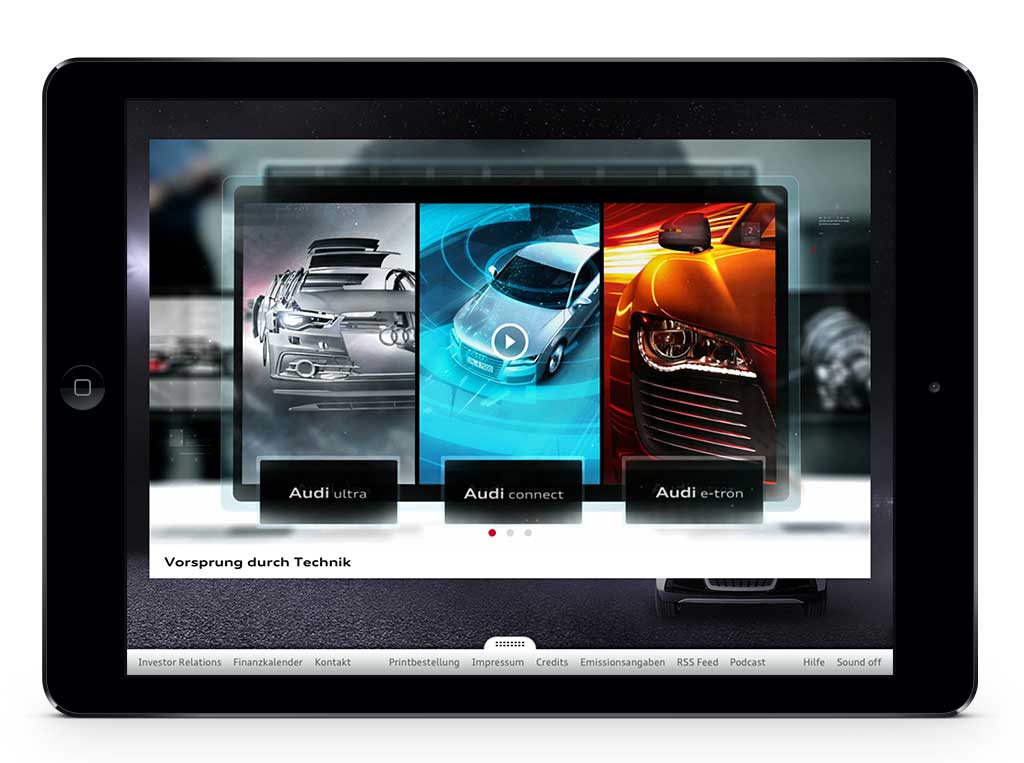 Audi ultra
Audi connect
Audi e-tron
Vorsprung durch Technik
Investor Relations Finanzkalender Kontakt Printbestellung Impressum Credits Emissionsangaben RSS Feed Podcast Hilfe Sound off